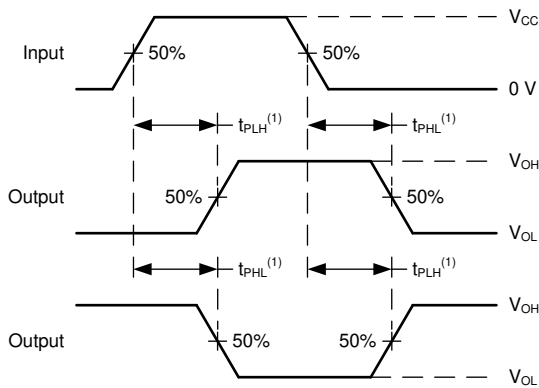 V_CC
Input 50% 50%
0 V
t_PLH^(1) t_PHL^(1)
V_OH
Output 50% 50%
V_OL
t_PHL^(1) t_PLH^(1)
V_OH
Output 50% 50%
V_OL